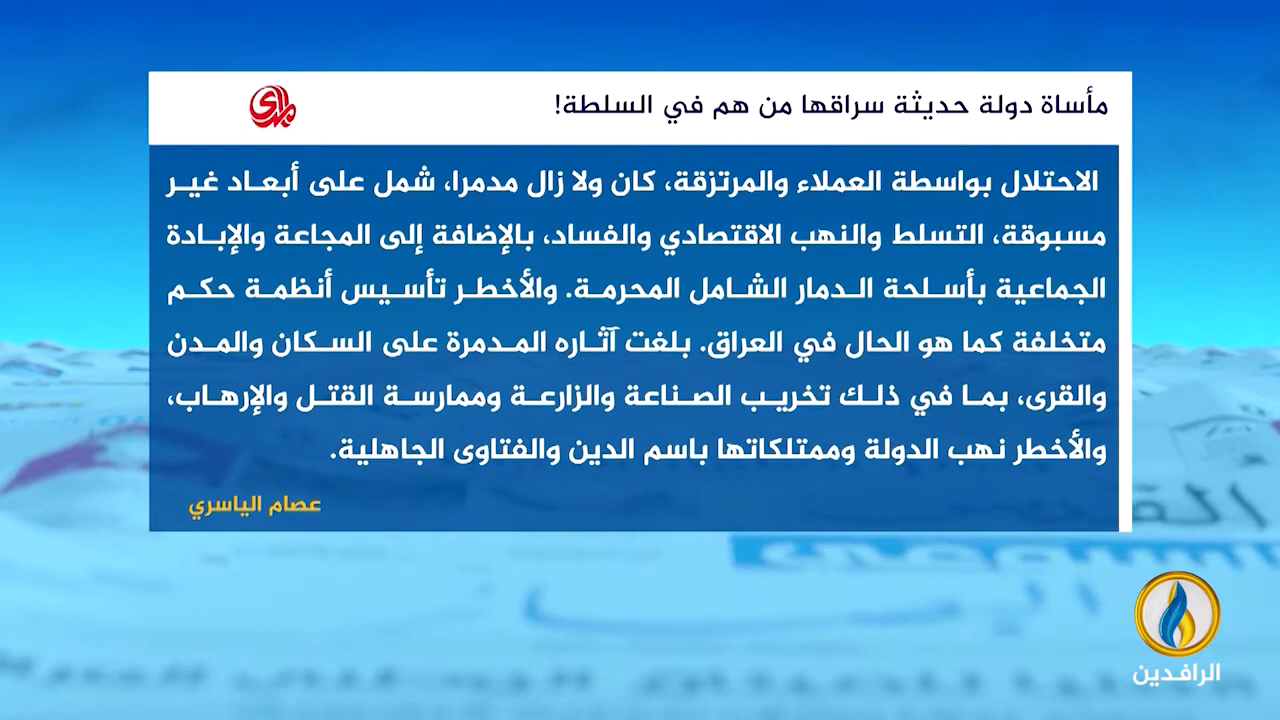 مأساة دولة حديثة سراقها من هم في السلطة!
المدى
الاحتلال بواسطة العملاء والمرتزقة، كان ولا زال مدمرا، شمل على أبعاد غير
مسبوقة، التسلط والنهب الاقتصادي والفساد، بالإضافة إلى المجاعة والإبادة
الجماعية بأسلحة الدمار الشامل المحرمة. والأخطر تأسيس أنظمة حكم
متخلفة كما هو الحال في العراق. بلغت آثاره المدمرة على السكان والمدن
والقرى، بما في ذلك تخريب الصناعة والزارعة وممارسة القتل والإرهاب،
والأخطر نهب الدولة وممتلكاتها باسم الدين والفتاوى الجاهلية.
عصام الياسري
الرافدين